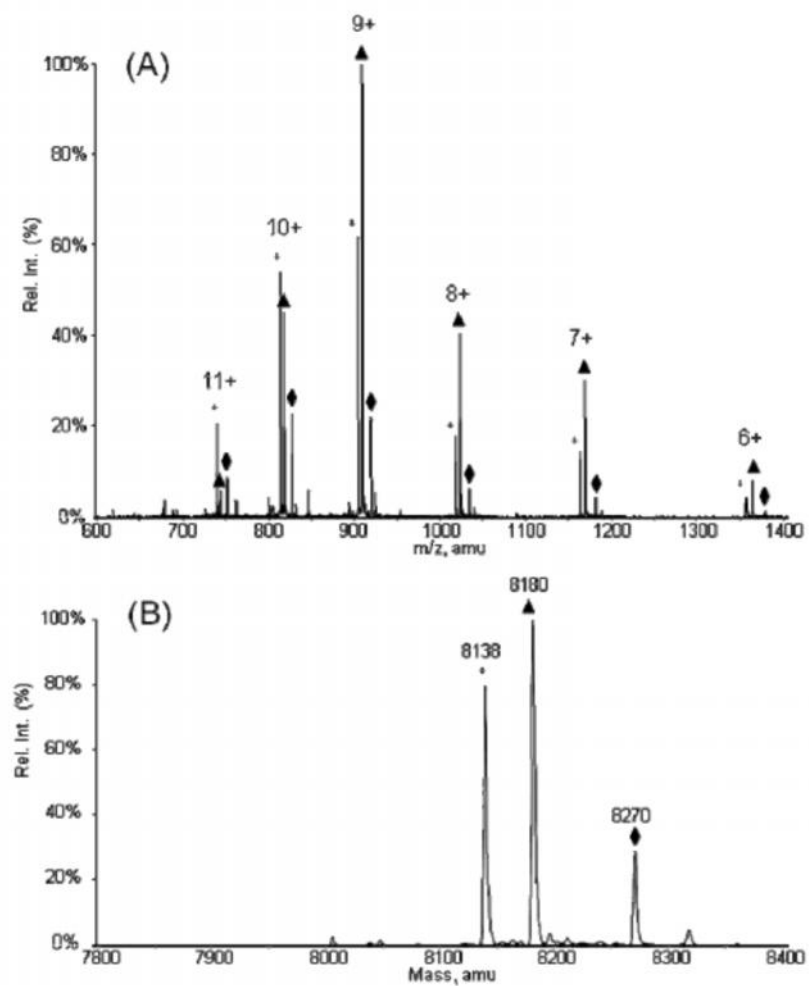 9+
100%
(A)
80%
10+
60%
Rel. Int. (%)
8+
40%
7+
11+
20%
6+
0%
600 700 800 900 1000 1100 1200 1300 1400
m/z, amu
8180
100%
(B)
8138
80%
Rel. Int. (%)
60%
8270
40%
20%
0%
7800 7900 8000 8100 8200 8300 8400
Mass, amu